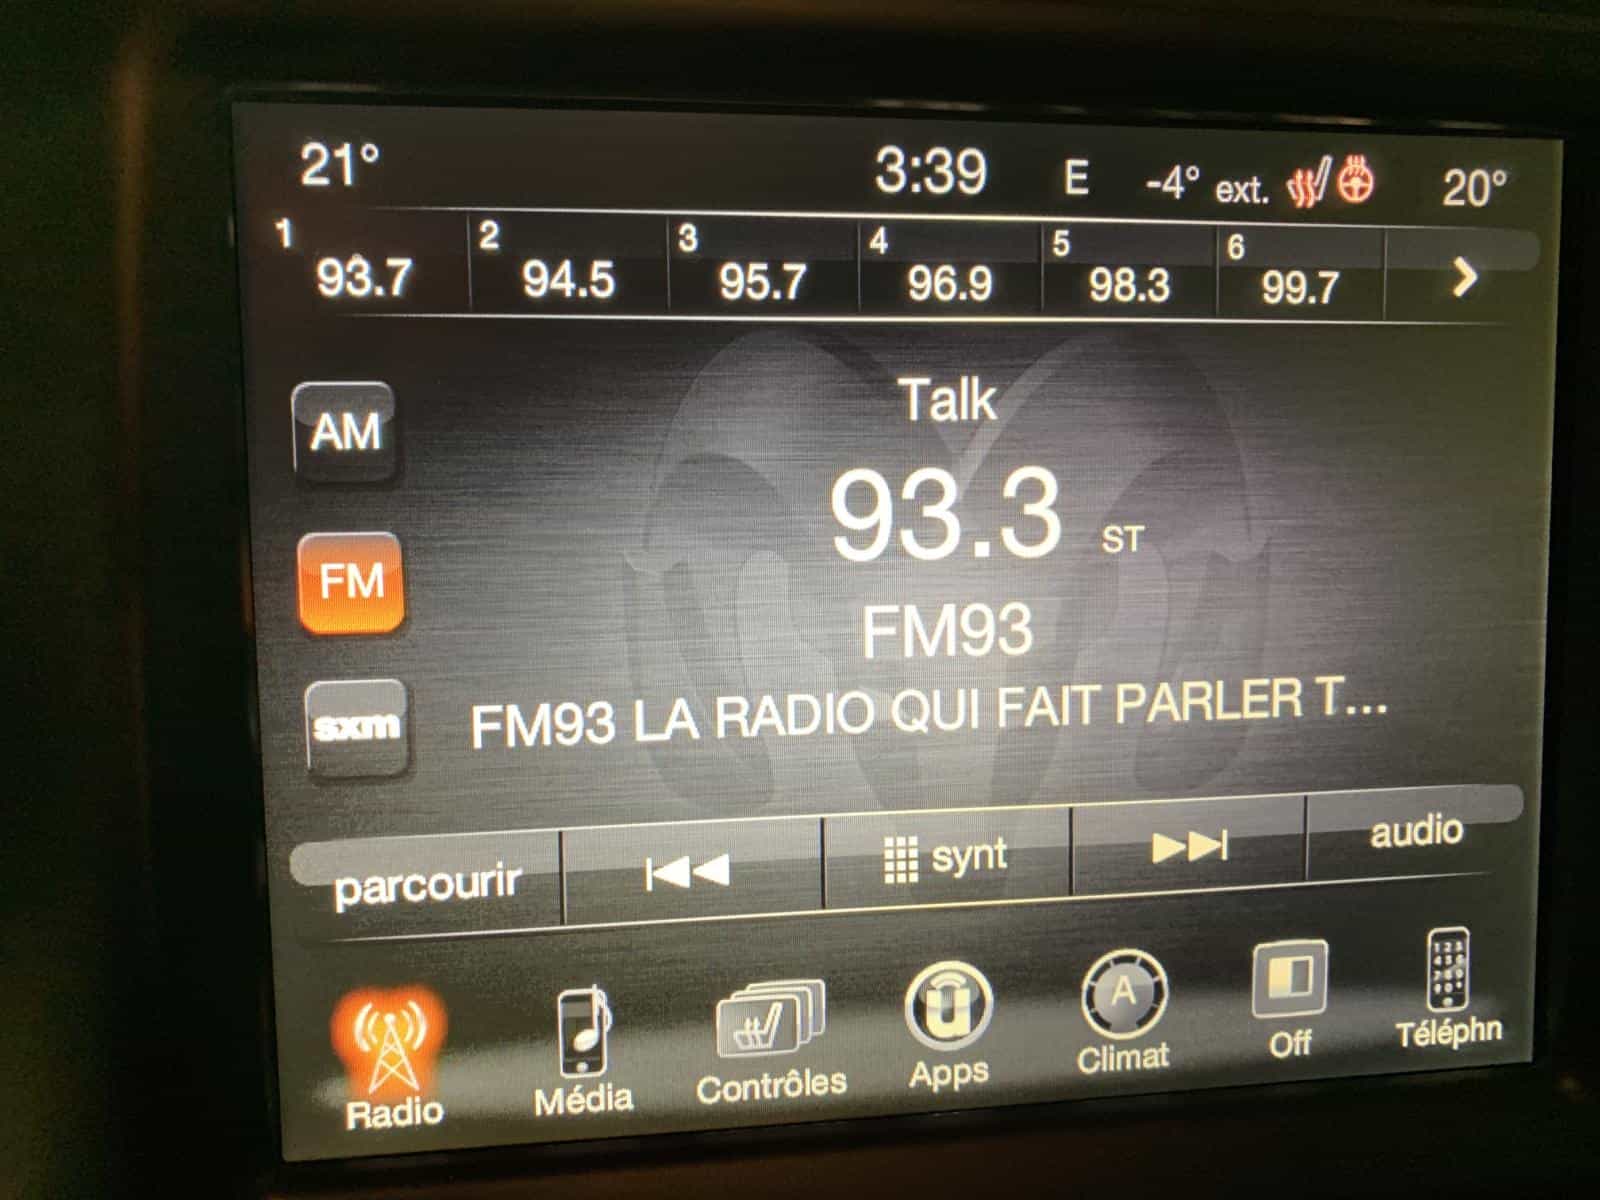 21° 3:39 E -4° ext. 20°
1 2 3 4 5 6
93.7 94.5 95.7 96.9 98.3 99.7
Talk
AM
93.3 ST
FM
FM93
sxm
FM93 LA RADIO QUI FAIT PARLER T...
parcourir synt audio
Radio Média Contrôles Apps A Climat Off Téléphn